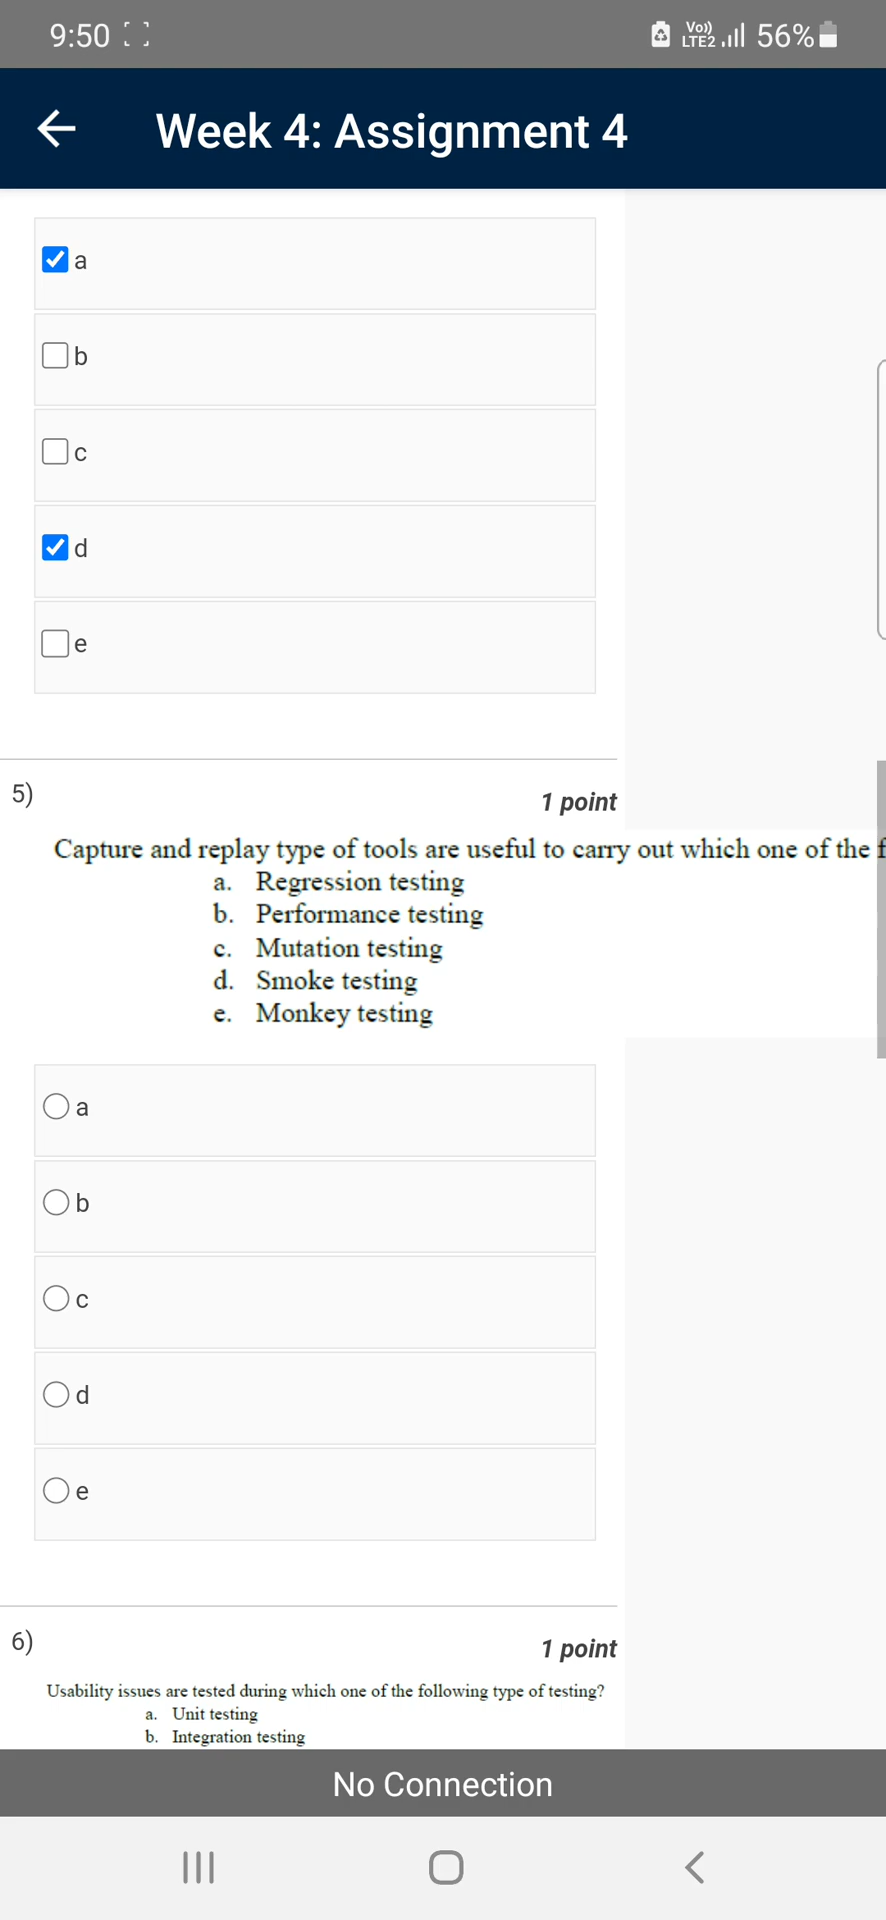 9:50 Vo)) LTE2 56%
Week 4: Assignment 4
a
b
c
d
e
5)
1 point
Capture and replay type of tools are useful to carry out which one of the
a. Regression testing
b. Performance testing
c. Mutation testing
d. Smoke testing
e. Monkey testing
a
b
c
d
e
6)
1 point
Usability issues are tested during which one of the following type of testing?
a. Unit testing
b. Integration testing
No Connection